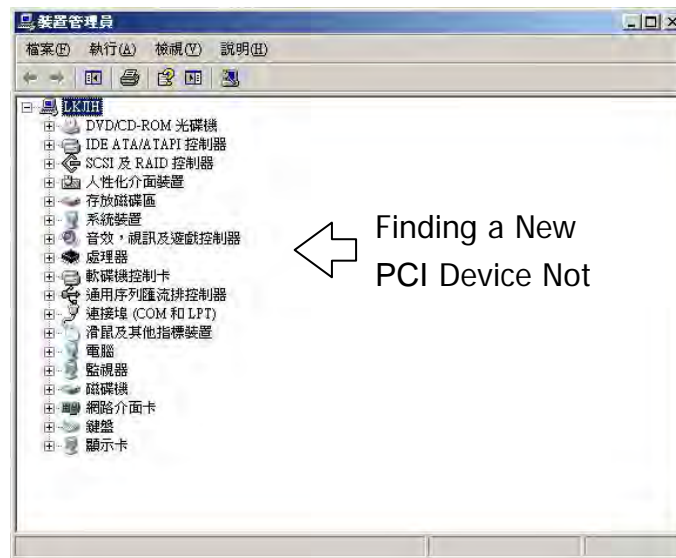 裝置管理員
檔案(F) 執行(A) 檢視(V) 說明(H)
LKJIH
DVD/CD-ROM 光碟機
IDE ATA/ATAPI 控制器
SCSI 及 RAID 控制器
人性化介面裝置
存放磁碟區
系統裝置
音效，視訊及遊戲控制器
處理器
軟碟機控制卡
通用序列匯流排控制器
連接埠 (COM 和 LPT)
滑鼠及其他指標裝置
電腦
監視器
磁碟機
網路介面卡
鍵盤
顯示卡
Finding a New
PCI Device Not